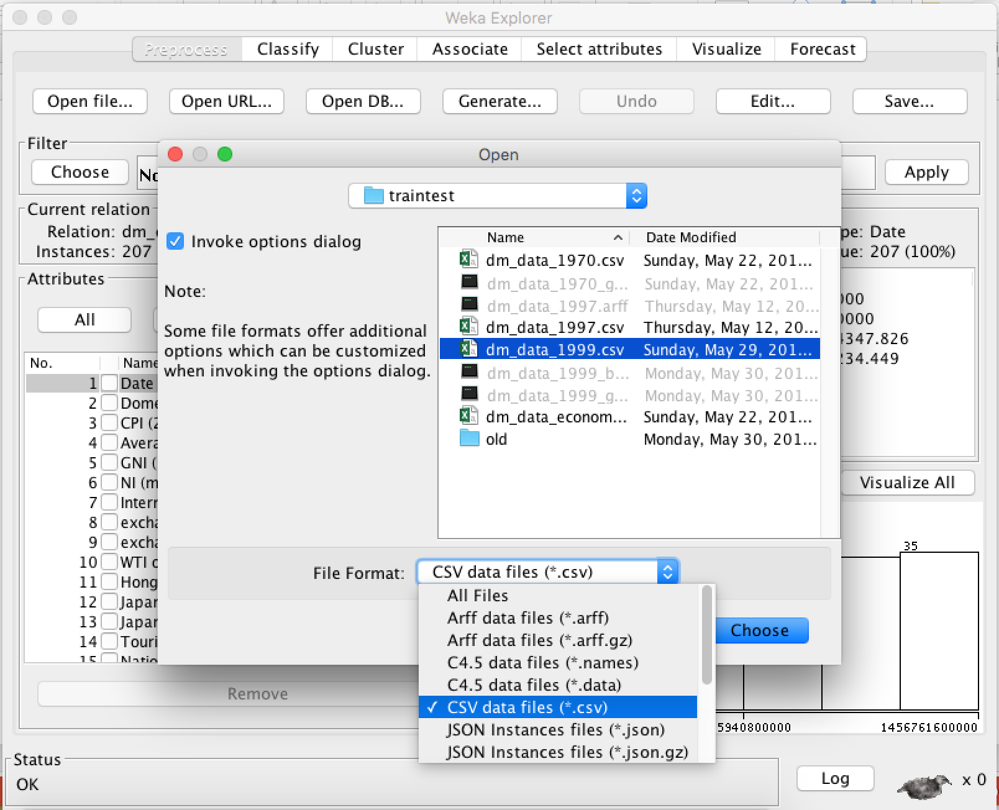 Weka Explorer
Preprocess Classify Cluster Associate Select attributes Visualize Forecast
Open file... Open URL... Open DB... Generate... Undo Edit... Save...
Filter
Choose Apply
Open
traintest
Current relation
Relation: dm_
Instances: 207
Date
207 (100%)
Attributes
All
No. Name
1 Date
2 Dome
3 CPI (2
4 Avera
5 GNI (
6 NI (m
7 Intern
8 excha
9 excha
10 WTI c
11 Hong
12 Japan
13 Japan
14 Touri
15 Natio
Remove
Invoke options dialog
Note:
Some file formats offer additional
options which can be customized
when invoking the options dialog.
Name Date Modified
dm_data_1970.csv Sunday, May 22, 201...
dm_data_1970_g... Sunday, May 22, 201...
dm_data_1997.arff Thursday, May 12, 20...
dm_data_1997.csv Thursday, May 12, 20...
dm_data_1999.csv Sunday, May 29, 201...
dm_data_1999_b... Monday, May 30, 201...
dm_data_1999_g... Monday, May 30, 201...
dm_data_econom... Sunday, May 22, 201...
old Monday, May 30, 201...
4347.826
234.449
Visualize All
35
File Format: CSV data files (*.csv)
All Files
Arff data files (*.arff)
Arff data files (*.arff.gz)
C4.5 data files (*.names)
C4.5 data files (*.data)
✓ CSV data files (*.csv)
JSON Instances files (*.json)
JSON Instances files (*.json.gz)
Choose
5940800000 1456761600000
Status
OK
Log x 0